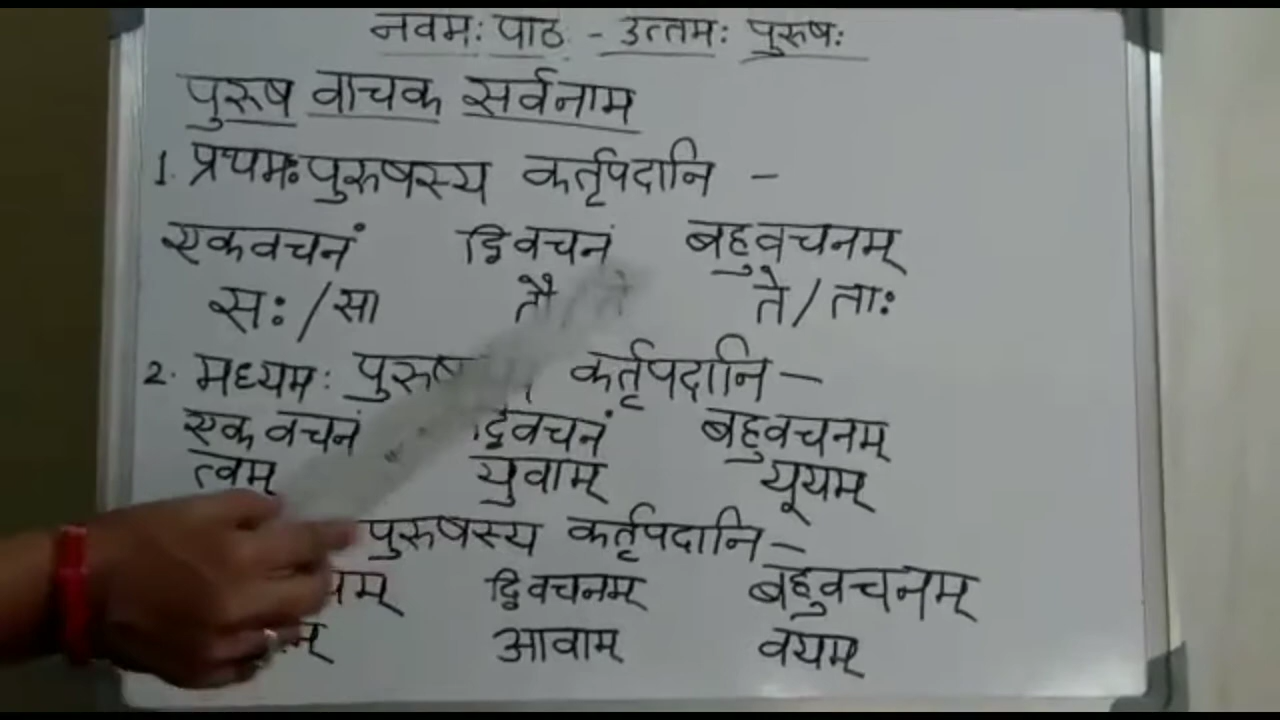 नवमः पाठ - उत्तमः पुरुषः
पुरुष वाचक सर्वनाम
1. प्रथमःपुरुषस्य कर्तृपदानि -
एकवचनं द्विवचनं बहुवचनम्
सः/सा तौ/ ते/ताः
2. मध्यमः कर्तृपदानि -
एकवचनं द्विवचनं बहुवचनम्
त्वम् युवाम् यूयम्
पुरुषस्य कर्तृपदानि -
द्विवचनम् बहुवचनम्
आवाम् वयम्